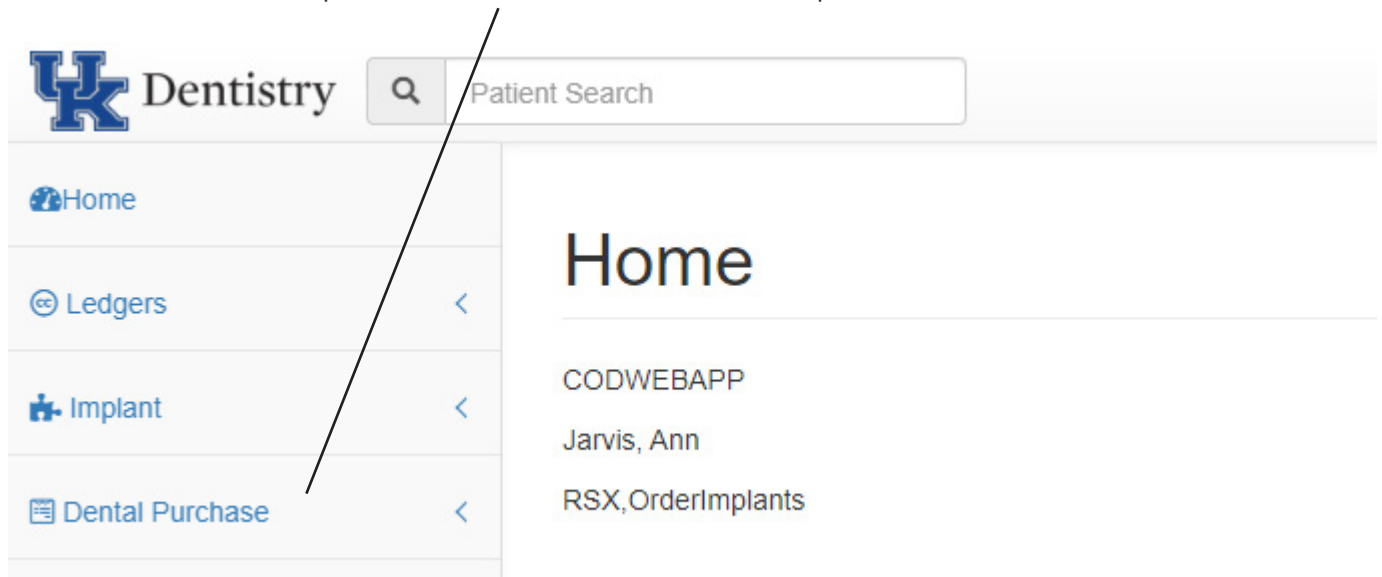 UK Dentistry
Patient Search
Home
Ledgers
Implant
Dental Purchase
Home
CODWEBAPP
Jarvis, Ann
RSX,OrderImplants